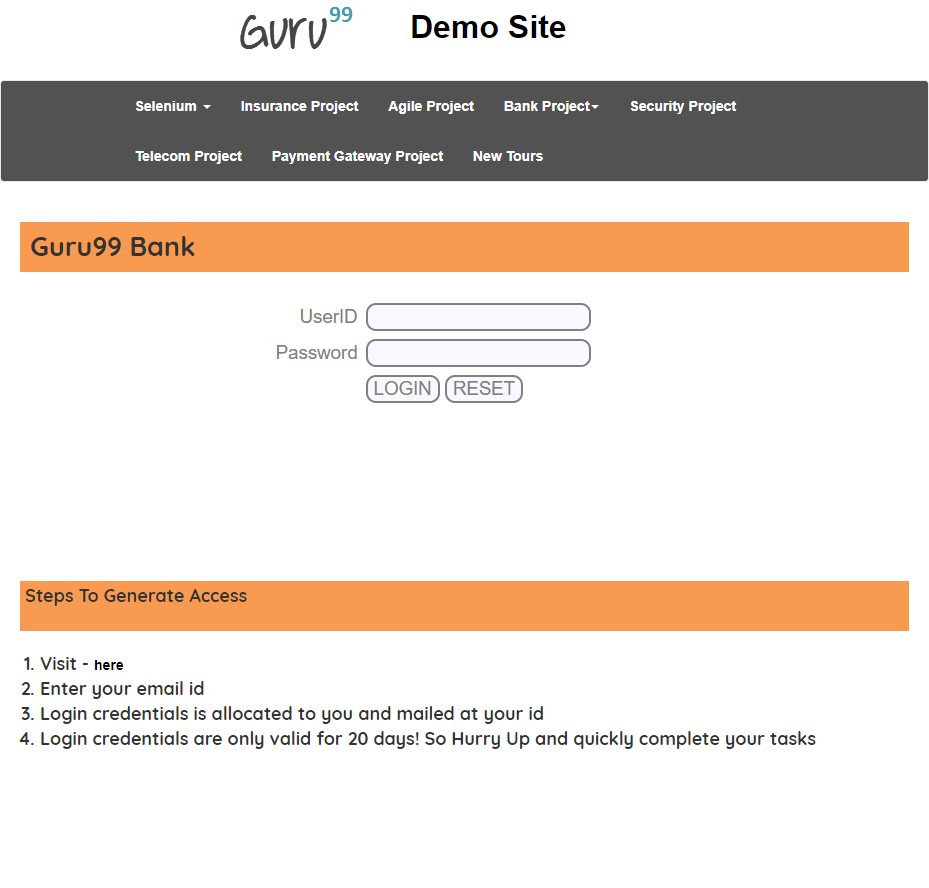 Guru99 Demo Site
Selenium Insurance Project Agile Project Bank Project Security Project
Telecom Project Payment Gateway Project New Tours
Guru99 Bank
UserID
Password
LOGIN RESET
Steps To Generate Access
1. Visit - here
2. Enter your email id
3. Login credentials is allocated to you and mailed at your id
4. Login credentials are only valid for 20 days! So Hurry Up and quickly complete your tasks